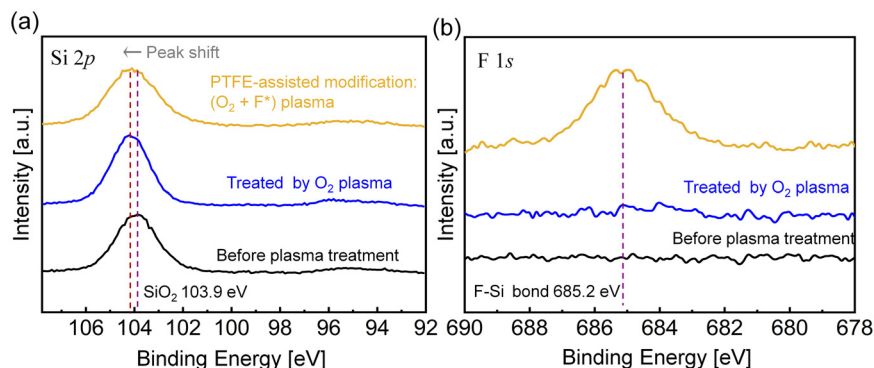 (a)
Si 2p
← Peak shift
PTFE-assisted modification:
(O₂ + F*) plasma
Treated by O₂ plasma
Before plasma treatment
SiO₂ 103.9 eV
Intensity [a.u.]
106 104 102 100 98 96 94 92
Binding Energy [eV]
(b)
F 1s
Treated by O₂ plasma
Before plasma treatment
F-Si bond 685.2 eV
Intensity [a.u.]
690 688 686 684 682 680 678
Binding Energy [eV]